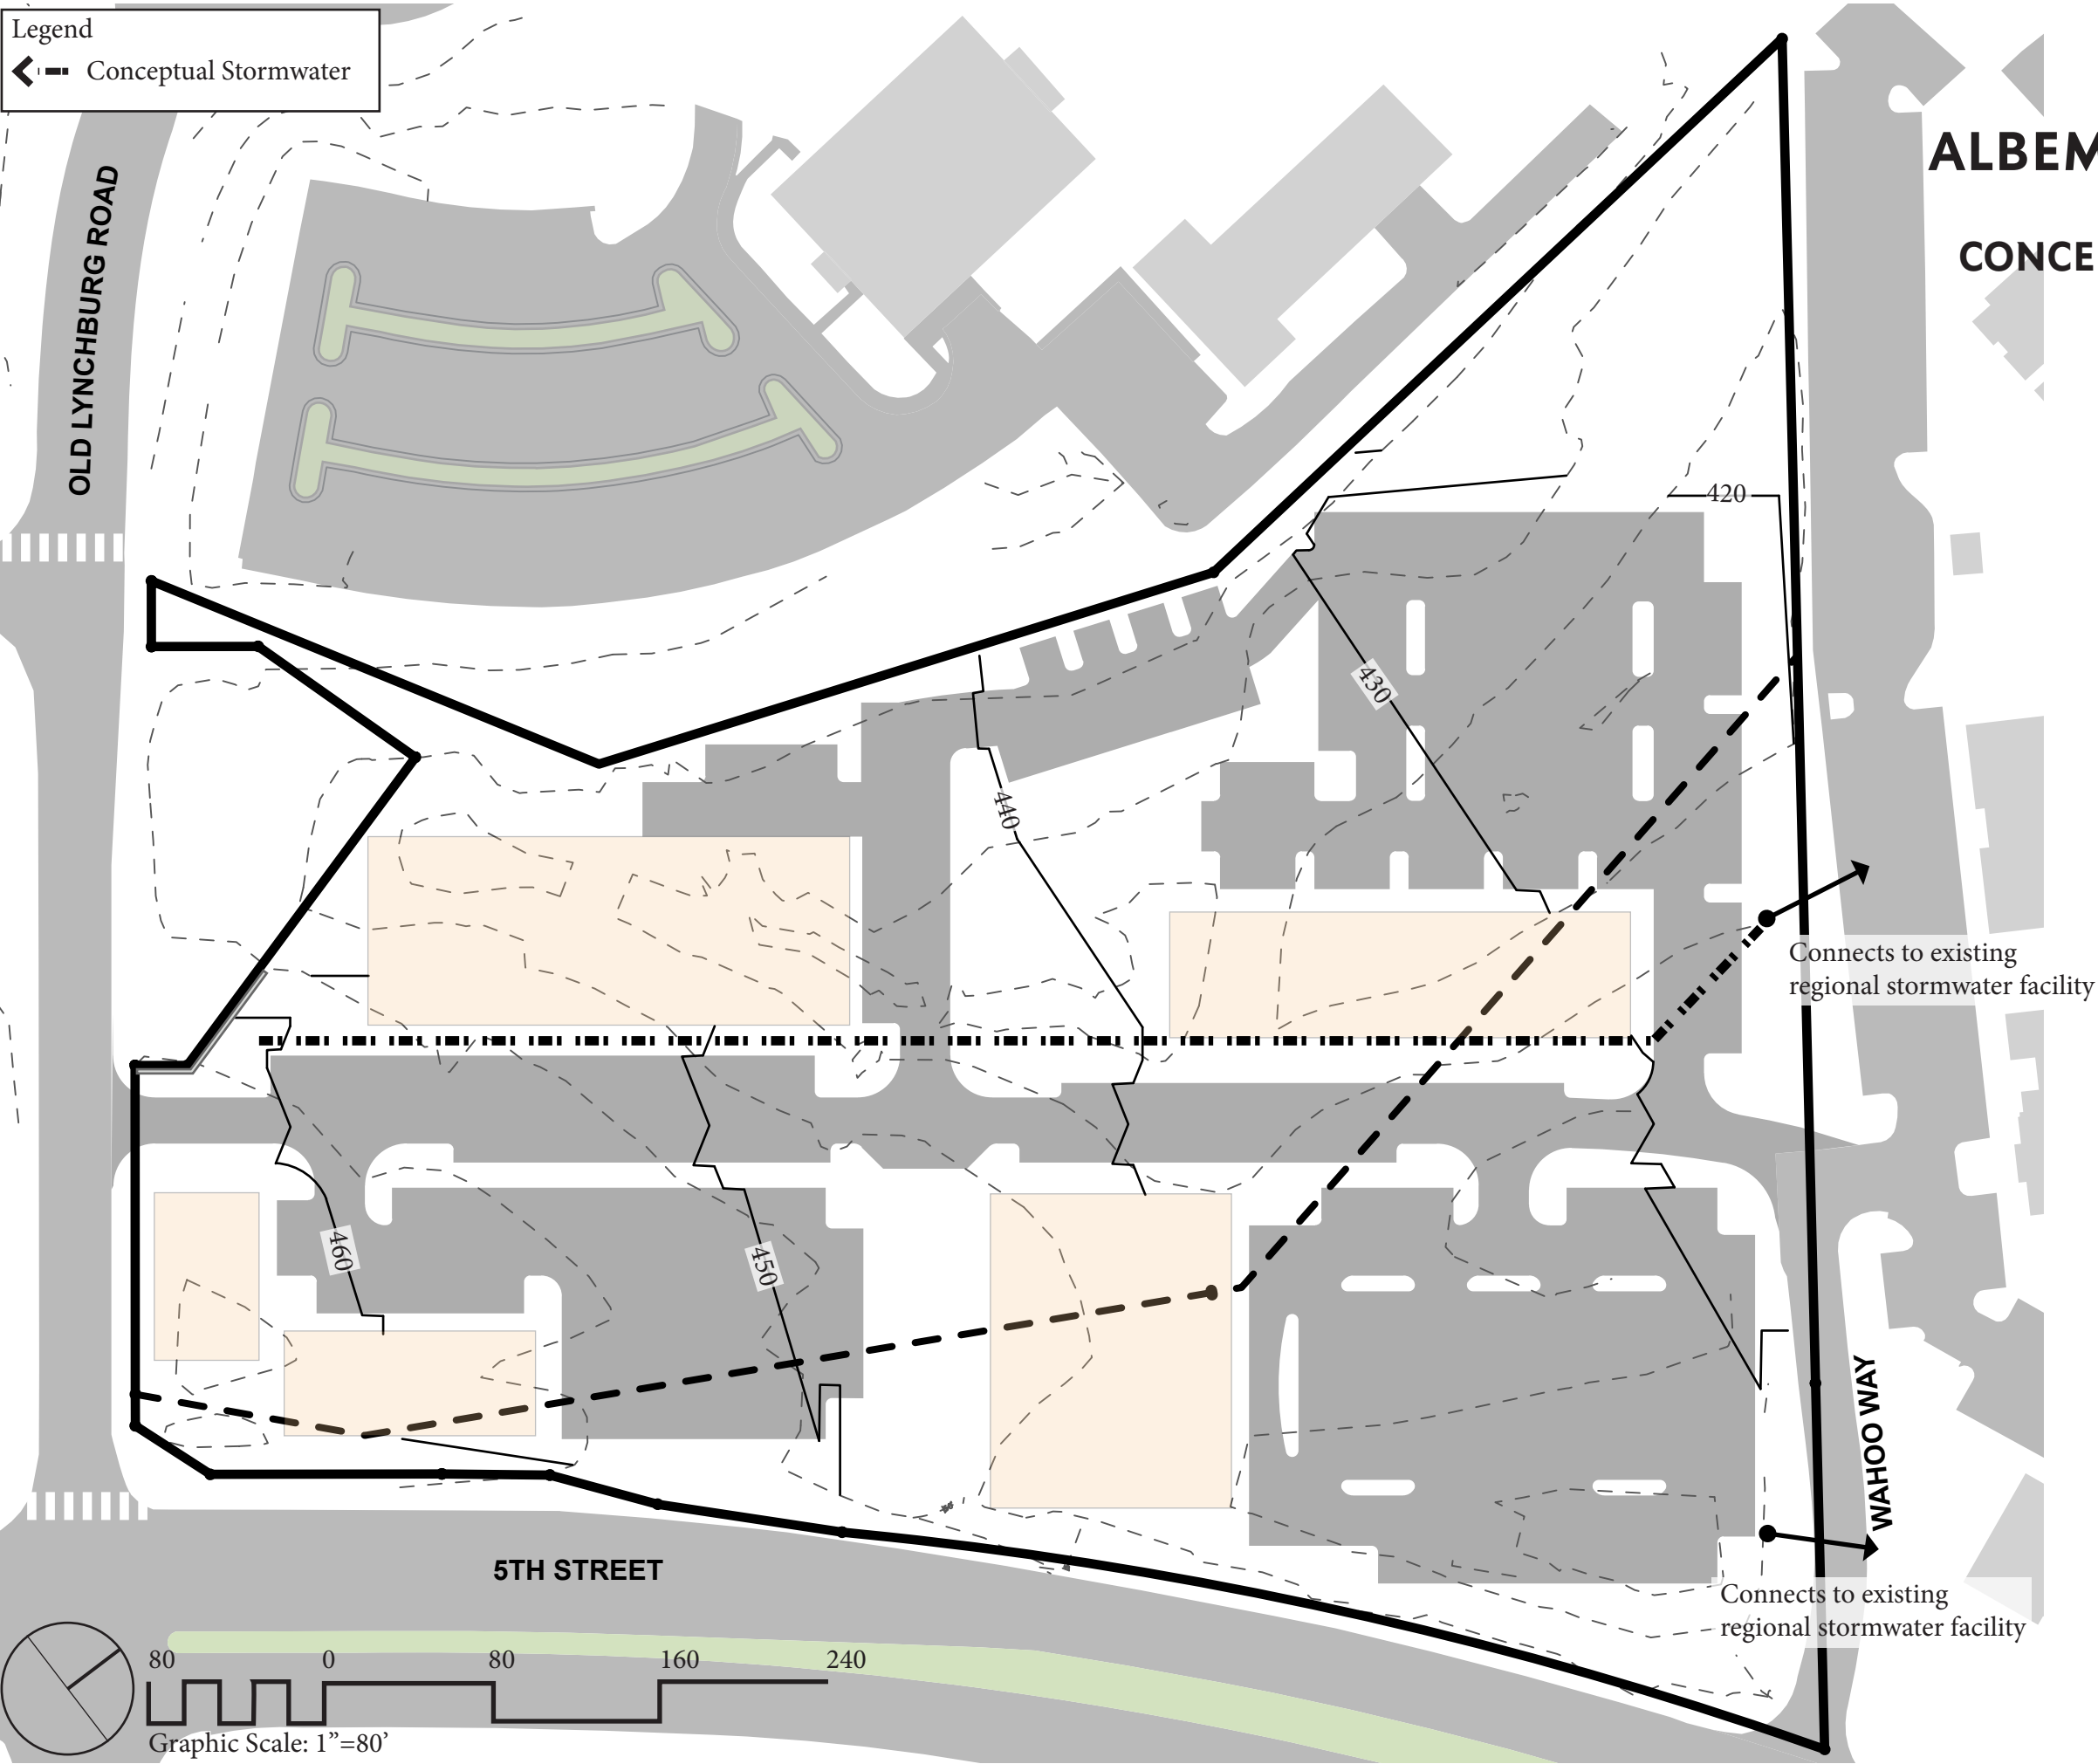 Legend
Conceptual Stormwater
ALBEM
CONCE
OLD LYNCHBURG ROAD
420
430
440
Connects to existing
regional stormwater facility
460
450
WAHOO WAY
5TH STREET
Connects to existing
regional stormwater facility
80 0 80 160 240
Graphic Scale: 1”=80’